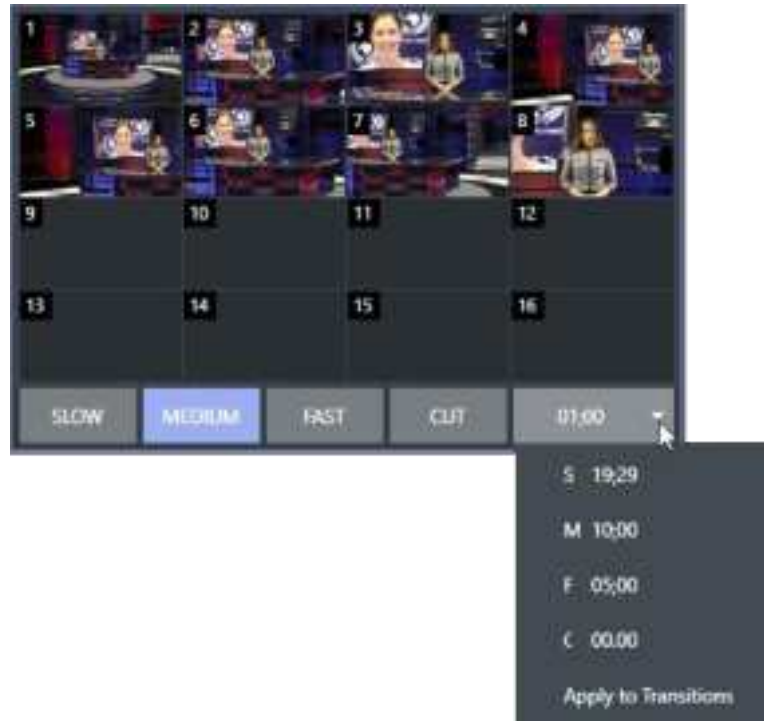 1 2 3 4
5 6 7 8
9 10 11 12
13 14 15 16
SLOW MEDIUM FAST CUT 01;00
S 19;29
M 10;00
F 05;00
C 00.00
Apply to Transitions